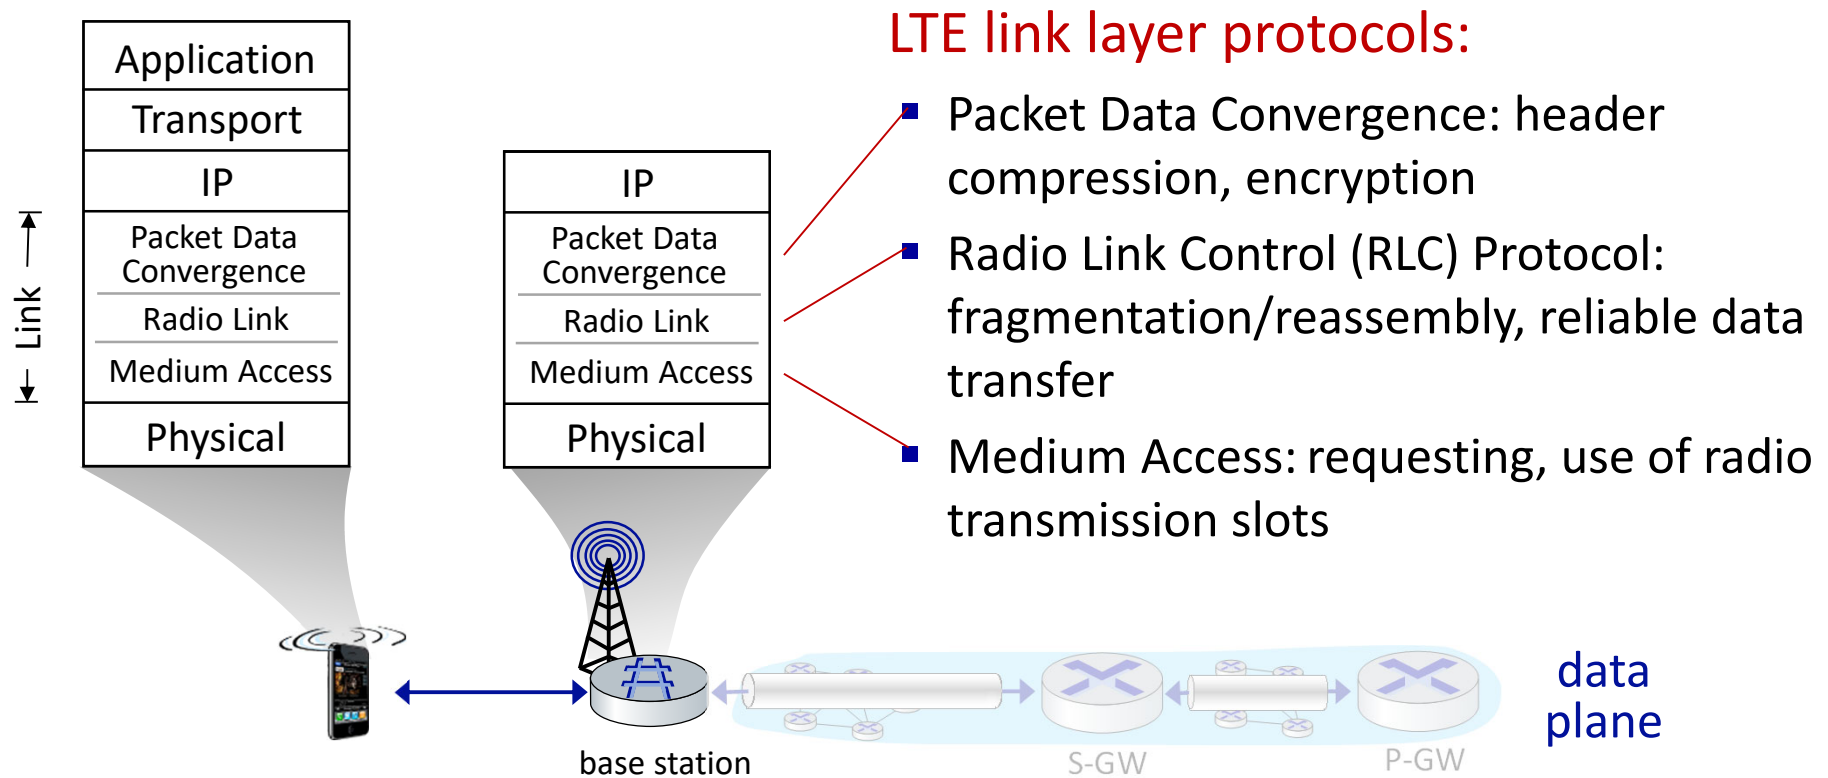 LTE link layer protocols:
Application
Transport
IP
Packet Data
Convergence
Radio Link
Medium Access
Physical
Link
IP
Packet Data
Convergence
Radio Link
Medium Access
Physical
Packet Data Convergence: header
compression, encryption
Radio Link Control (RLC) Protocol:
fragmentation/reassembly, reliable data
transfer
Medium Access: requesting, use of radio
transmission slots
base station
S-GW
P-GW
data
plane